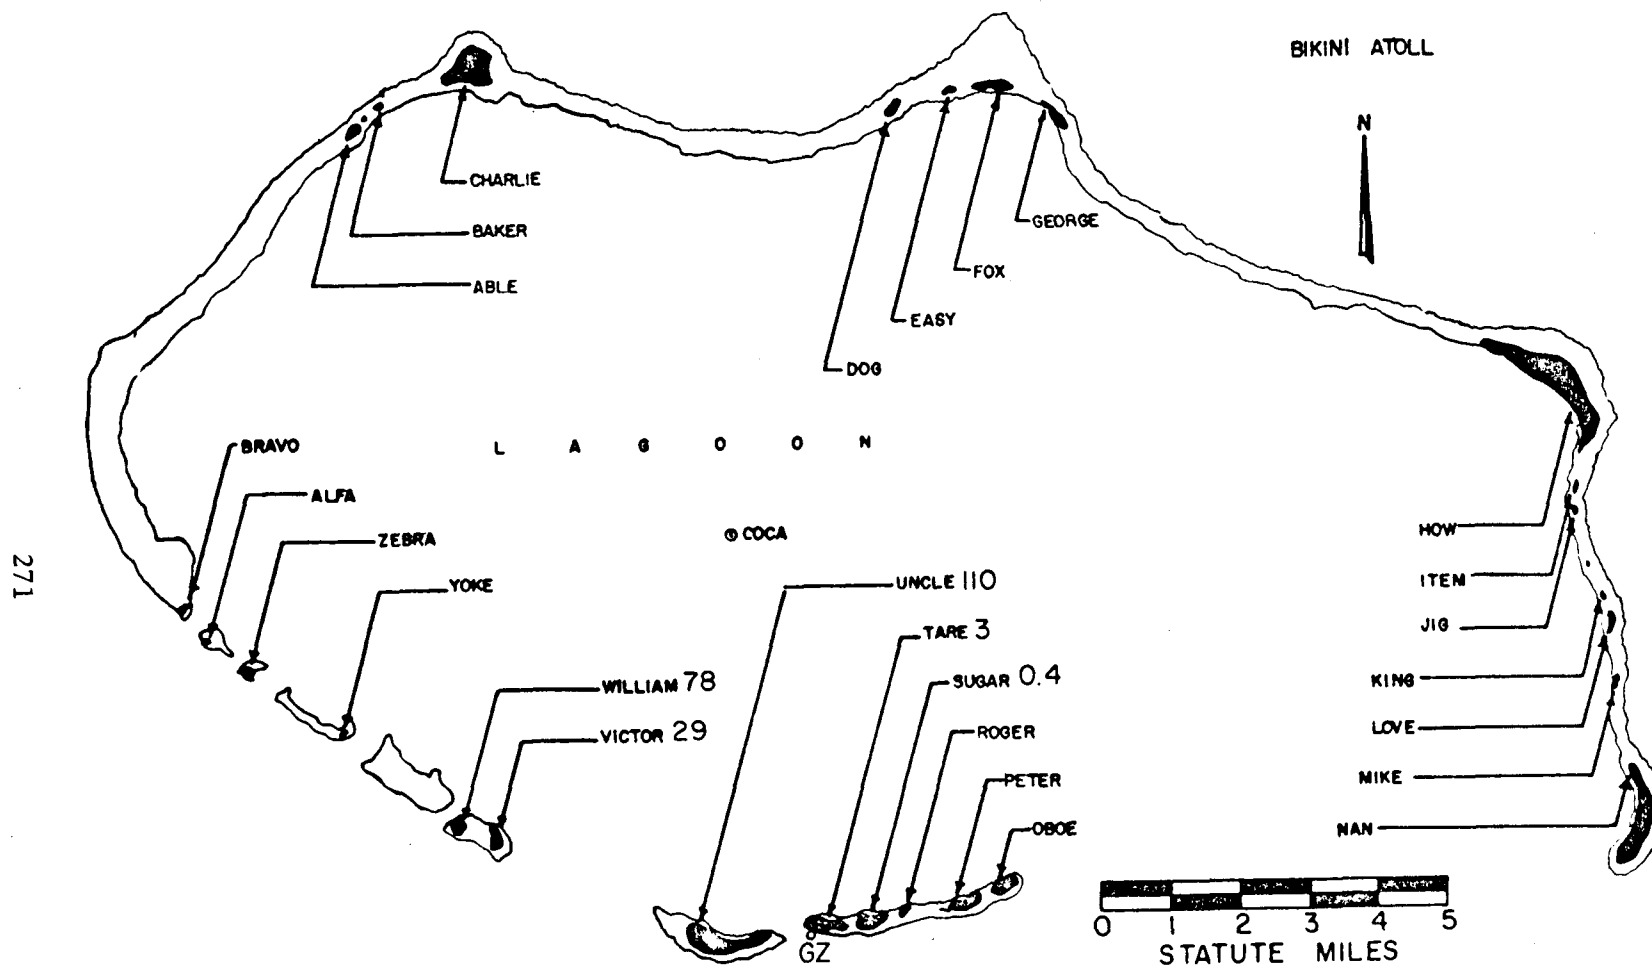 BIKINI ATOLL
N
CHARLIE
BAKER
ABLE
GEORGE
FOX
EASY
DOG
BRAVO
LAGOON
ALFA
ZEBRA
COCA
YOKE
UNCLE 110
TARE 3
WILLIAM 78
SUGAR 0.4
VICTOR 29
ROGER
PETER
OBOE
HOW
ITEM
JIG
KING
LOVE
MIKE
NAN
GZ
0 1 2 3 4 5
STATUTE MILES
271